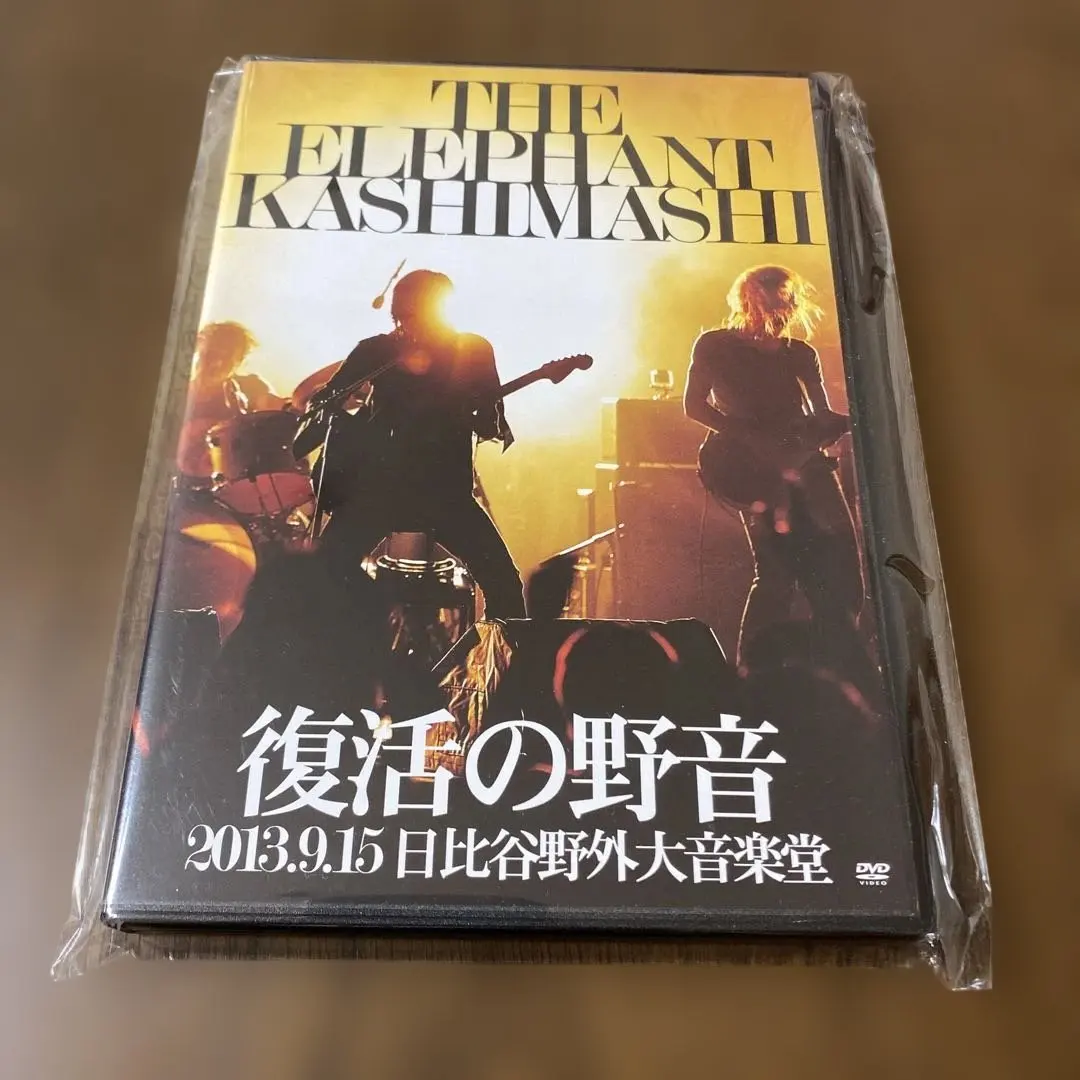 THE
ELEPHANT
KASHIMASHI
復活の野音
2013.9.15 日比谷野外大音楽堂
DVD
VIDEO